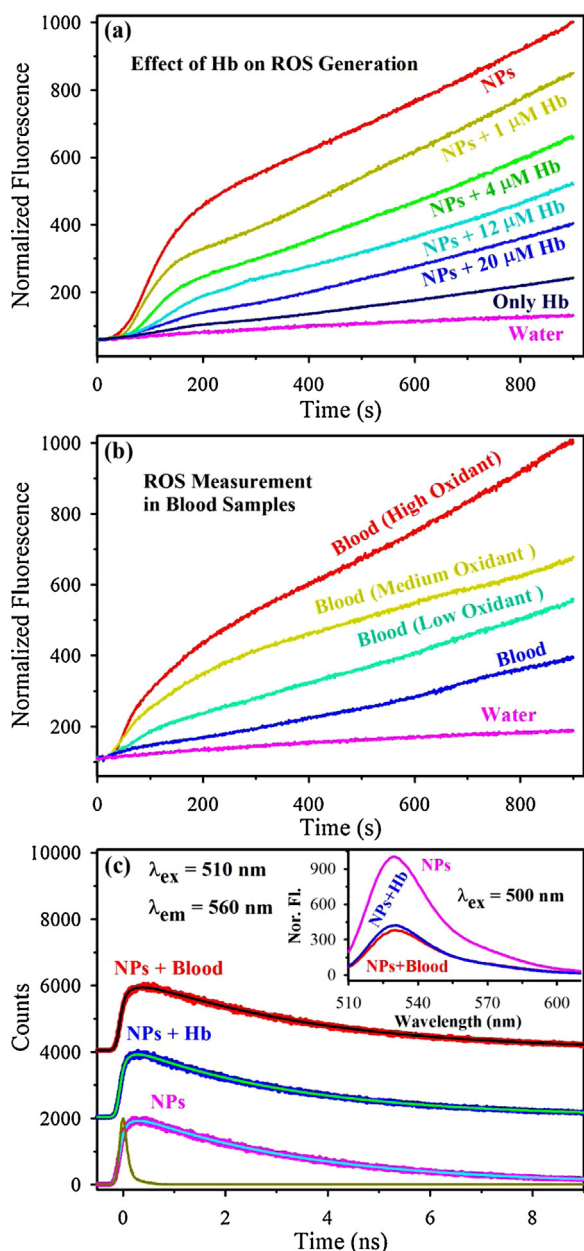 (a)
Effect of Hb on ROS Generation
NPs
NPs + 1 μM Hb
NPs + 4 μM Hb
NPs + 12 μM Hb
NPs + 20 μM Hb
Only Hb
Water
Normalized Fluorescence
1000
800
600
400
200
0 200 400 600 800
Time (s)
(b)
ROS Measurement
in Blood Samples
Blood (High Oxidant)
Blood (Medium Oxidant )
Blood (Low Oxidant )
Blood
Water
Normalized Fluorescence
1000
800
600
400
200
0 200 400 600 800
Time (s)
(c)
λex = 510 nm
λem = 560 nm
NPs + Blood
NPs + Hb
NPs
Counts
10000
8000
6000
4000
2000
0
0 2 4 6 8
Time (ns)
Nor. Fl.
900
600
300
0
NPs
λex = 500 nm
NPs+Hb
NPs+Blood
510 540 570 600
Wavelength (nm)